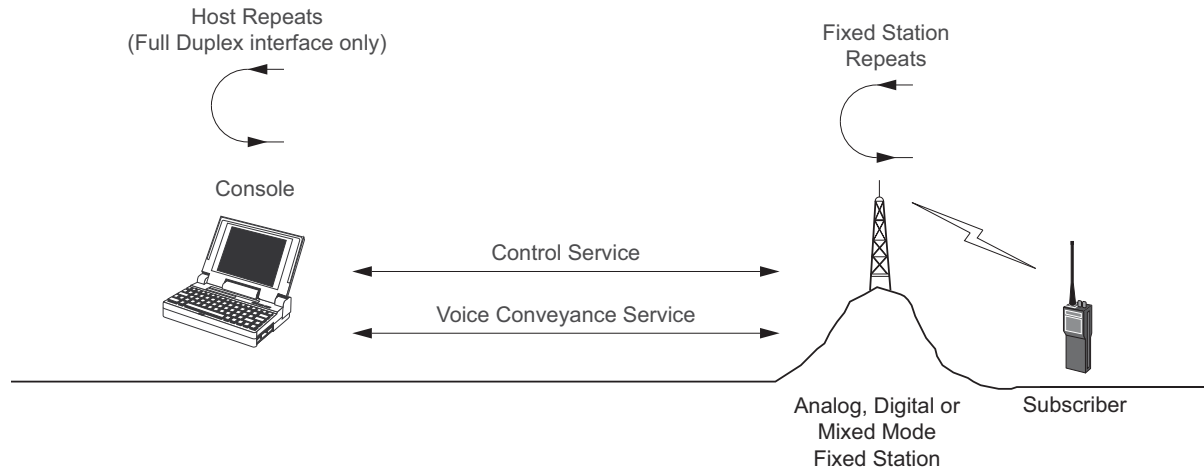 Host Repeats
(Full Duplex interface only)
Fixed Station
Repeats
Console
Control Service
Voice Conveyance Service
Analog, Digital or
Mixed Mode
Fixed Station
Subscriber